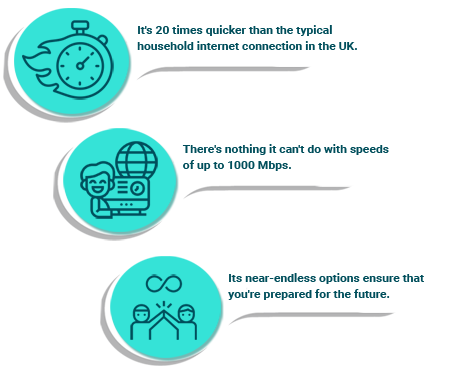 It's 20 times quicker than the typical
household internet connection in the UK.
There's nothing it can't do with speeds
of up to 1000 Mbps.
Its near-endless options ensure that
you're prepared for the future.